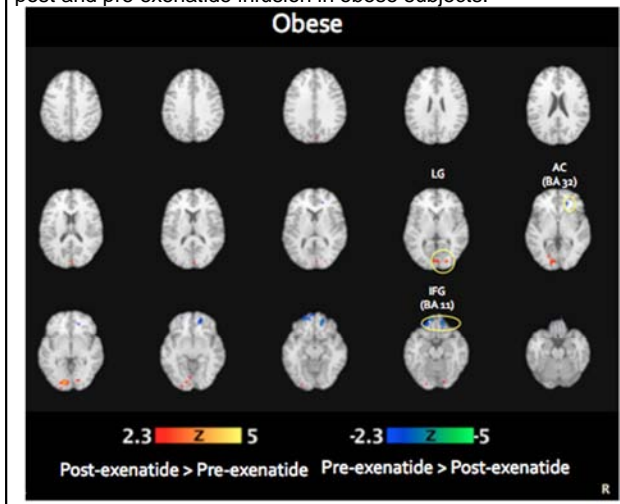 post and pre exenatide infusion in obese subjects.
Obese
LG
AC
(BA 32)
IFG
(BA 11)
2.3 Z 5
-2.3 Z -5
Post-exenatide > Pre-exenatide
Pre-exenatide > Post-exenatide
R